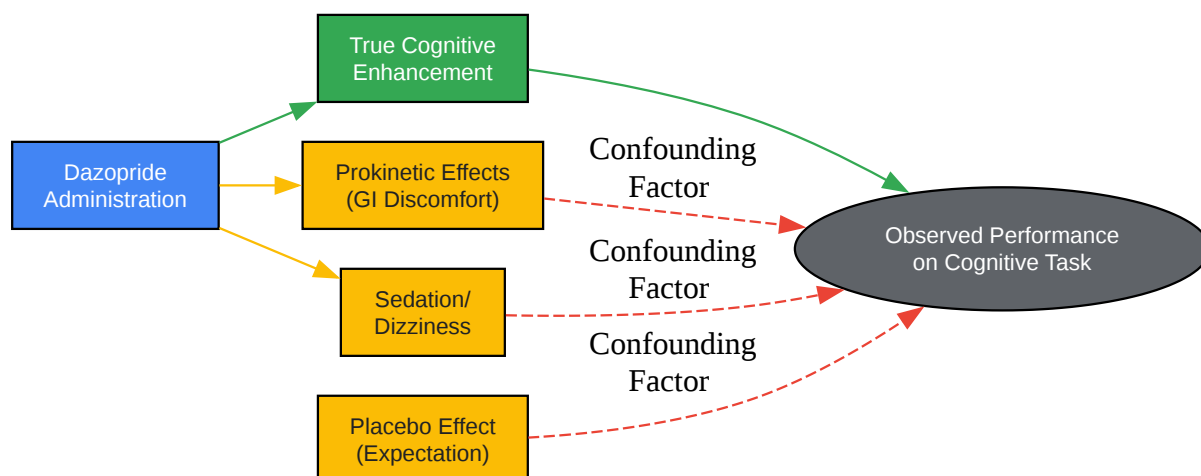 True Cognitive
Enhancement
Dazopride
Administration
Prokinetic Effects
(GI Discomfort)
Confounding
Factor
Observed Performance
on Cognitive Task
Sedation/
Dizziness
Confounding
Factor
Placebo Effect
(Expectation)
Confounding
Factor